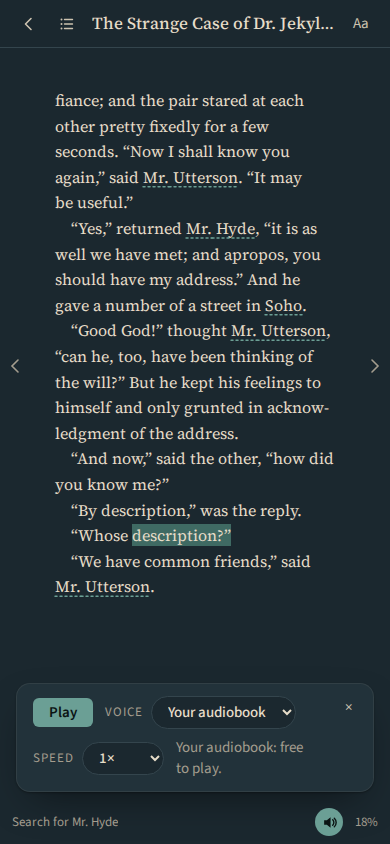 The Strange Case of Dr. Jekyl...
Aa
fiance; and the pair stared at each
other pretty fixedly for a few
seconds. “Now I shall know you
again,” said Mr. Utterson. “It may
be useful.”
“Yes,” returned Mr. Hyde, “it is as
well we have met; and apropos, you
should have my address.” And he
gave a number of a street in Soho.
“Good God!” thought Mr. Utterson,
“can he, too, have been thinking of
the will?” But he kept his feelings to
himself and only grunted in acknow-
ledgment of the address.
“And now,” said the other, “how did
you know me?”
“By description,” was the reply.
“Whose description?”
“We have common friends,” said
Mr. Utterson.
Play
VOICE
Your audiobook
×
SPEED
1×
Your audiobook: free
to play.
Search for Mr. Hyde
18%